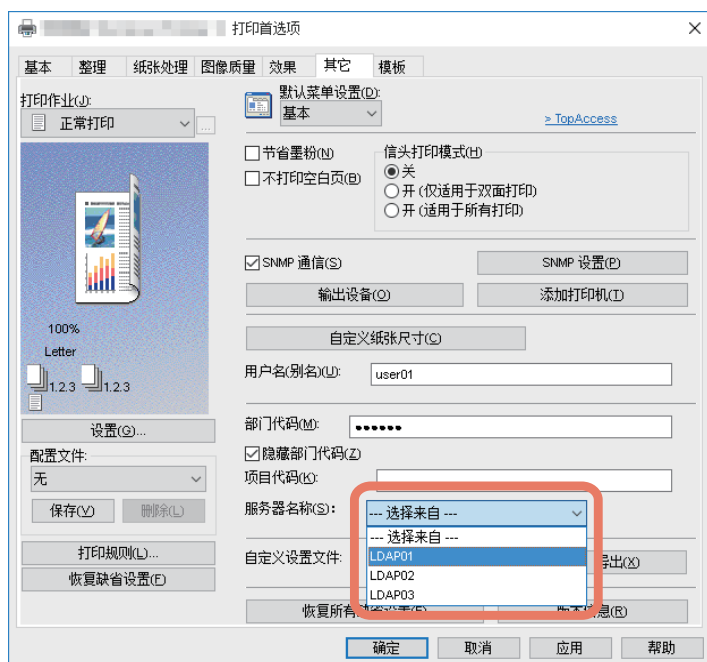 打印首选项
基本 整理 纸张处理 图像质量 效果 其它 模板
打印作业(J):
正常打印
...
100%
Letter
1.2.3 1.2.3
设置(G)...
配置文件:
无
保存(V) 删除(L)
打印规则(L)...
恢复缺省设置(F)
默认菜单设置(D):
基本
> TopAccess
节省墨粉(N)
不打印空白页(B)
信头打印模式(H)
关
开 (仅适用于双面打印)
开 (适用于所有打印)
SNMP 通信(S)
SNMP 设置(P)
输出设备(O)
添加打印机(T)
自定义纸张尺寸(C)
用户名(别名)(U):
user01
部门代码(M):
●●●●●●
隐藏部门代码(Z)
项目代码(K):
服务器名称(S):
--- 选择来自 ---
--- 选择来自 ---
LDAP01
LDAP02
LDAP03
自定义设置文件:
导出(X)
恢复所有
息(R)
确定 取消 应用 帮助